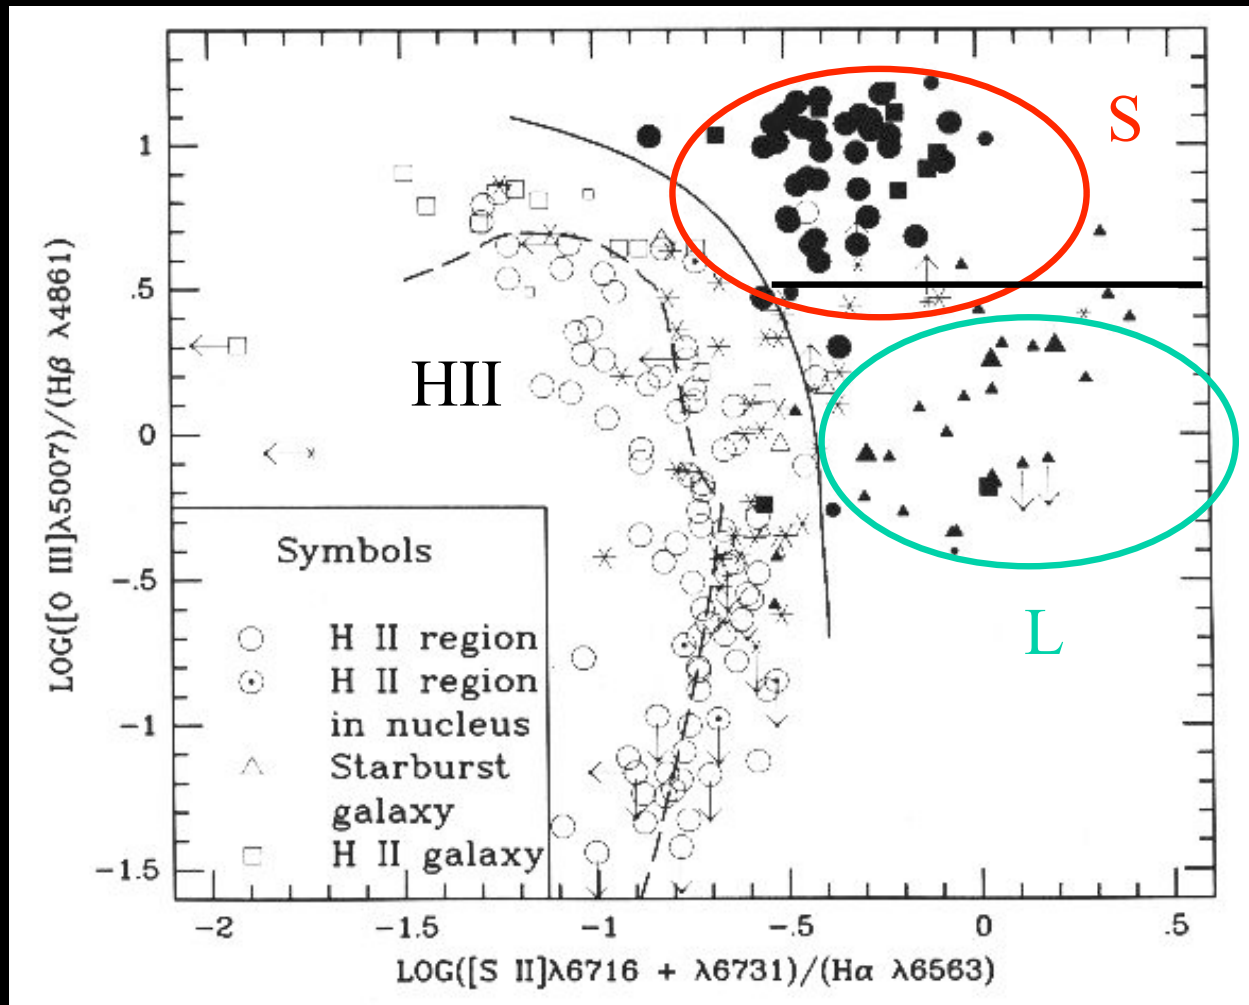 S
1
.5
0
-.5
-1
-1.5
LOG([O III]λ5007)/(Hβ λ4861)
HII
L
Symbols
H II region
H II region
in nucleus
Starburst
galaxy
H II galaxy
-2
-1.5
-1
-.5
0
.5
LOG([S II]λ6716 + λ6731)/(Hα λ6563)